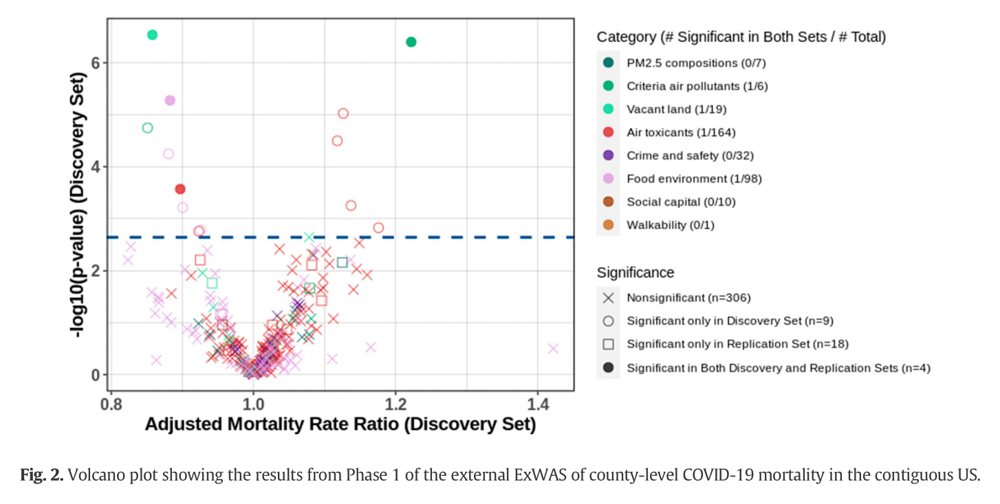 -log10(p-value) (Discovery Set)
6
4
2
0
0.8 1.0 1.2 1.4
Adjusted Mortality Rate Ratio (Discovery Set)
Category (# Significant in Both Sets / # Total)
PM2.5 compositions (0/7)
Criteria air pollutants (1/6)
Vacant land (1/19)
Air toxicants (1/164)
Crime and safety (0/32)
Food environment (1/98)
Social capital (0/10)
Walkability (0/1)
Significance
Nonsignificant (n=306)
Significant only in Discovery Set (n=9)
Significant only in Replication Set (n=18)
Significant in Both Discovery and Replication Sets (n=4)
Fig. 2. Volcano plot showing the results from Phase 1 of the external ExWAS of county-level COVID-19 mortality in the contiguous US.